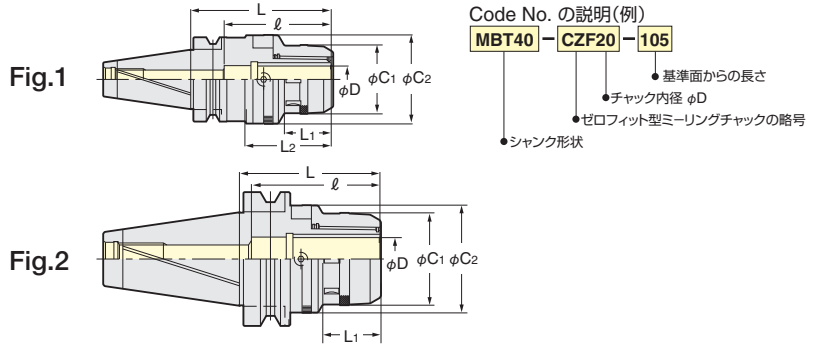 Fig.1
L
ℓ
φD
φC1
φC2
L1
L2
Code No. の説明(例)
MBT40 − CZF20 − 105
基準面からの長さ
チャック内径 φD
ゼロフィット型ミーリングチャックの略号
シャンク形状
Fig.2
L
ℓ
φD
φC1
φC2
L1